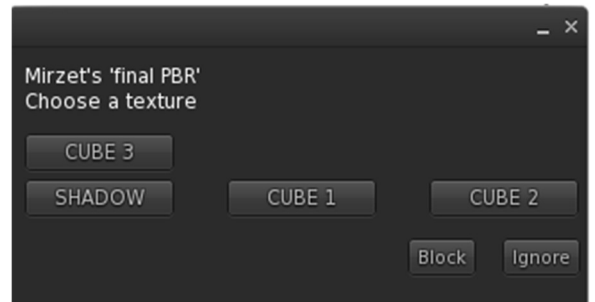 Mirzet's 'final PBR'
Choose a texture
CUBE 3
SHADOW CUBE 1 CUBE 2
Block Ignore